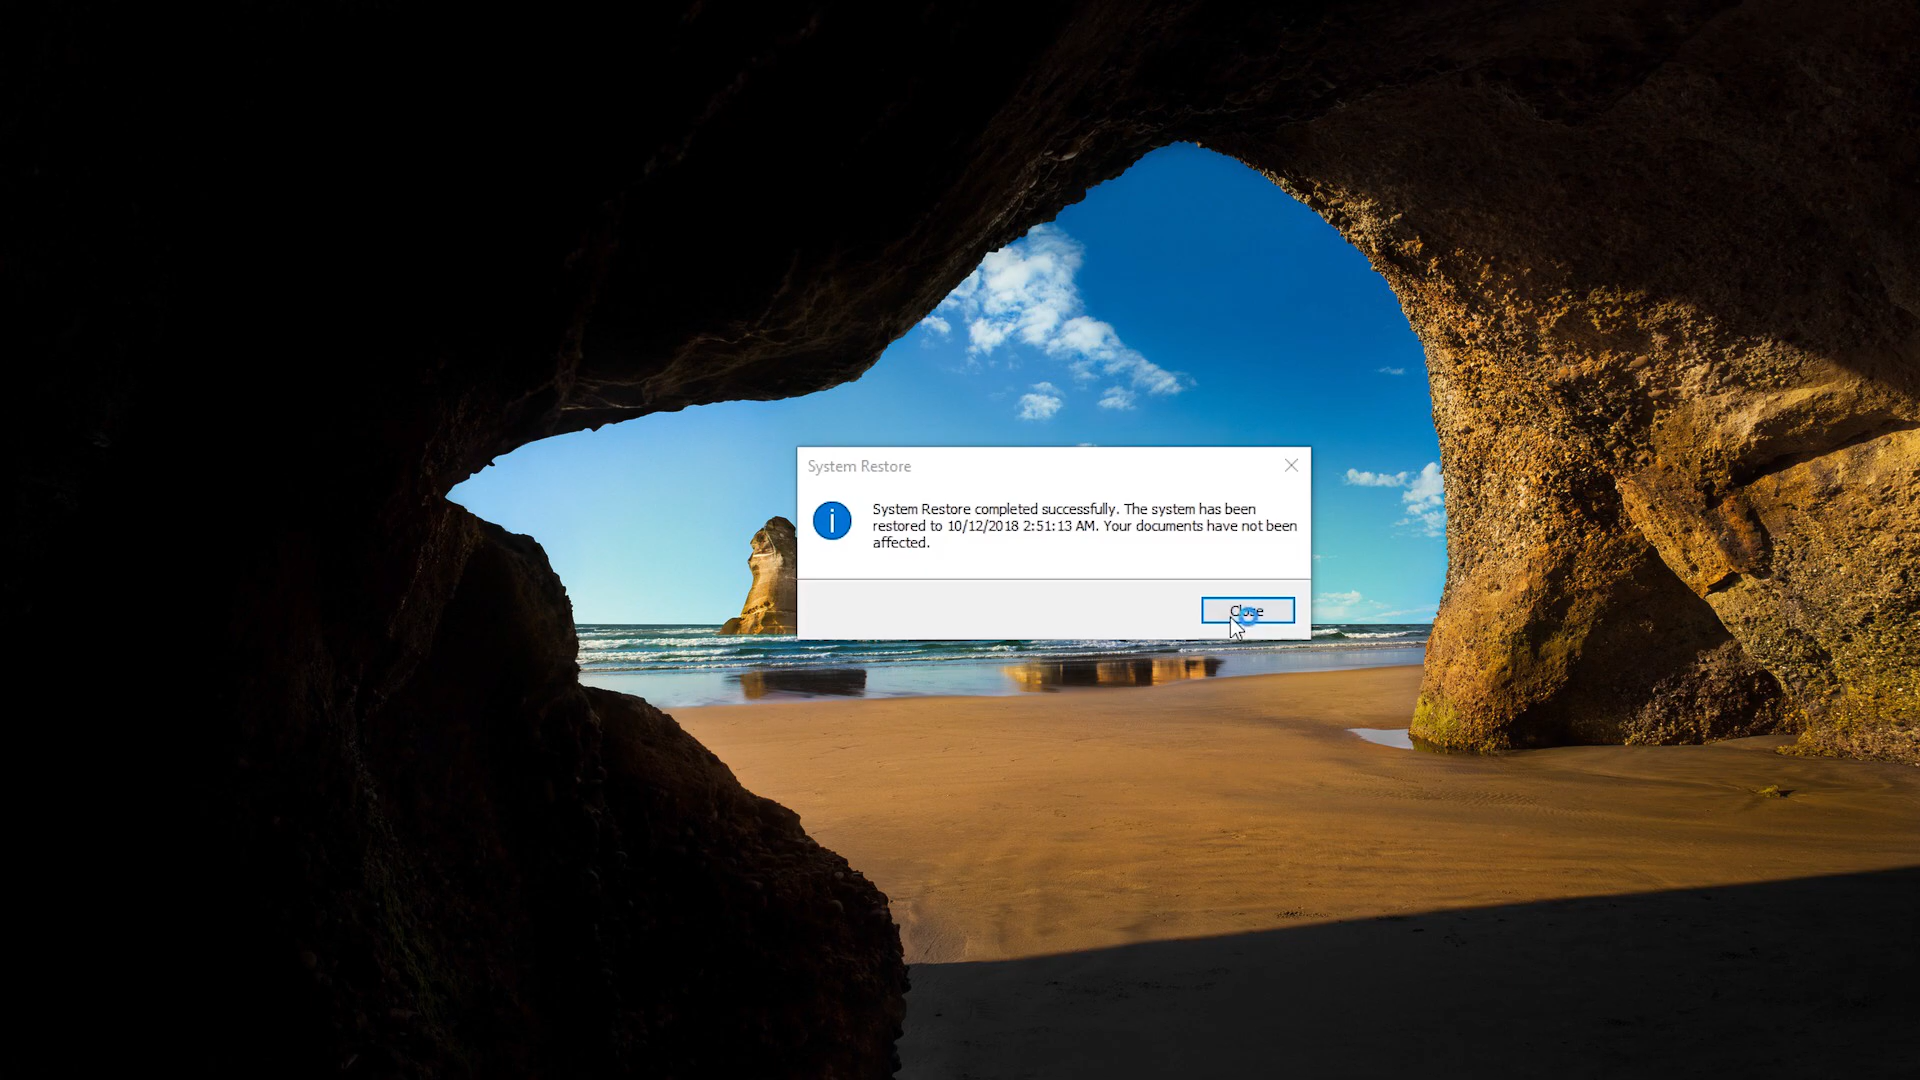 System Restore
System Restore completed successfully. The system has been
restored to 10/12/2018 2:51:13 AM. Your documents have not been
affected.
Close